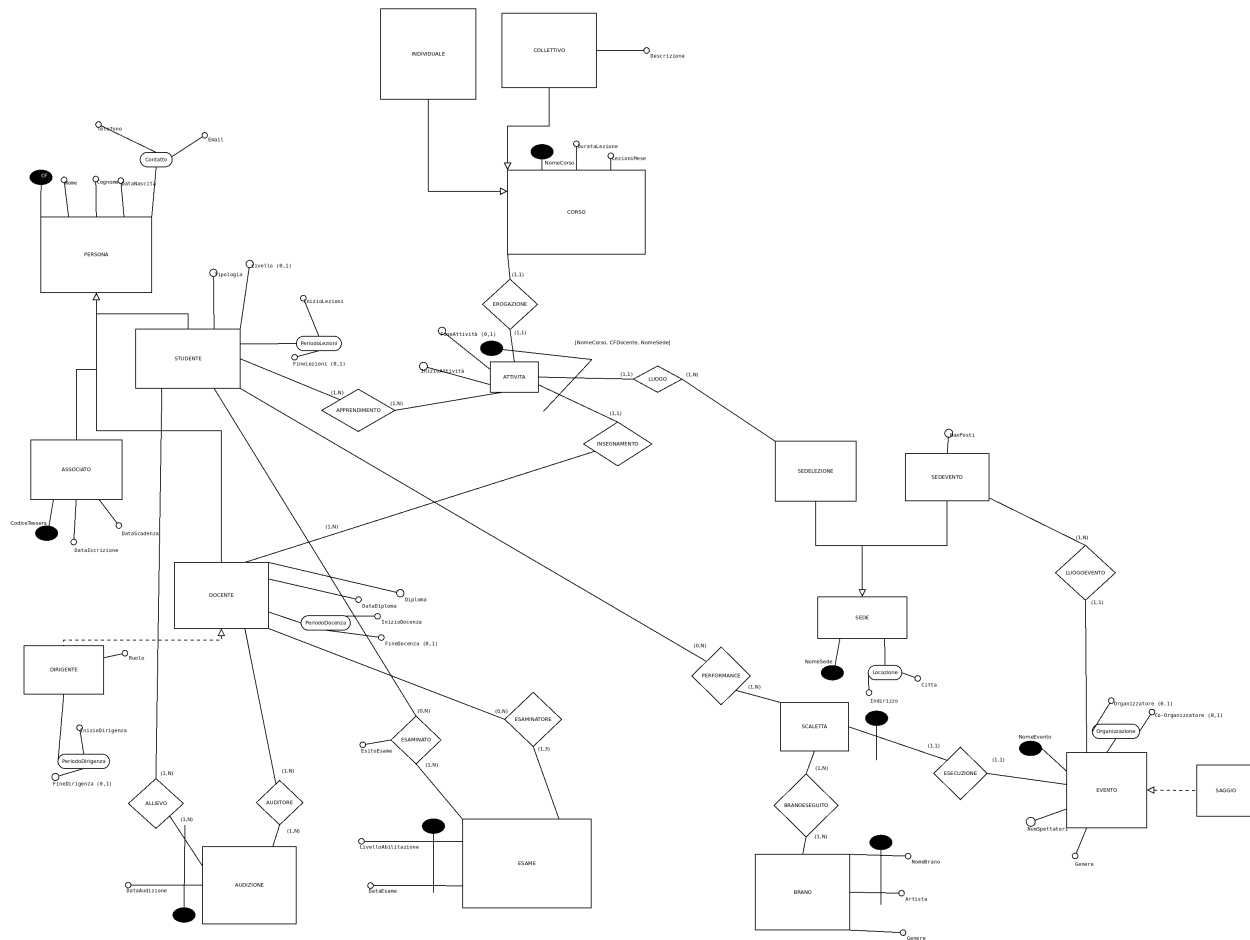 INDIVIDUALE
COLLETTIVO
Descrizione
Telefono
Email
Contatto
CF
Nome
Cognome
DataNascita
PERSONA
NomeCorso
DurataLezione
LezioniMese
CORSO
Tipologia
Livello (0,1)
InizioLezioni
PeriodoLezioni
FineLezioni (0,1)
STUDENTE
(1,1)
EROGAZIONE
(1,1)
FineAttività (0,1)
InizioAttività
[NomeCorso, CFDocente, NomeSede]
ATTIVITA
(1,1)
LUOGO
(1,N)
(1,N)
APPRENDIMENTO
(1,N)
(1,1)
INSEGNAMENTO
(1,N)
ASSOCIATO
CodiceTessera
DataScadenza
DataIscrizione
SEDELEZIONE
MaxPosti
SEDEVENTO
(1,N)
LUOGOEVENTO
(1,1)
DOCENTE
Diploma
DataDiploma
PeriodoDocenza
InizioDocenza
FineDocenza (0,1)
SEDE
NomeSede
Locazione
Citta
Indirizzo
DIRIGENTE
Ruolo
InizioDirigenza
PeriodoDirigenza
FineDirigenza (0,1)
(0,N)
PERFORMANCE
(1,N)
SCALETTA
(0,N)
ESAMINATO
EsitoEsame
(1,N)
(0,N)
ESAMINATORE
(1,3)
Organizzatore (0.1)
Co-Organizzatore (0,1)
Organizzazione
NomeEvento
(1,1)
ESECUZIONE
(1,1)
EVENTO
SAGGIO
NumSpettatori
Genere
(1,N)
ALLIEVO
(1,N)
(1,N)
AUDITORE
(1,N)
(1,N)
BRANOESEGUITO
(1,N)
LivelloAbilitazione
DataEsame
ESAME
DataAudizione
AUDIZIONE
BRANO
NomeBrano
Artista
Genere